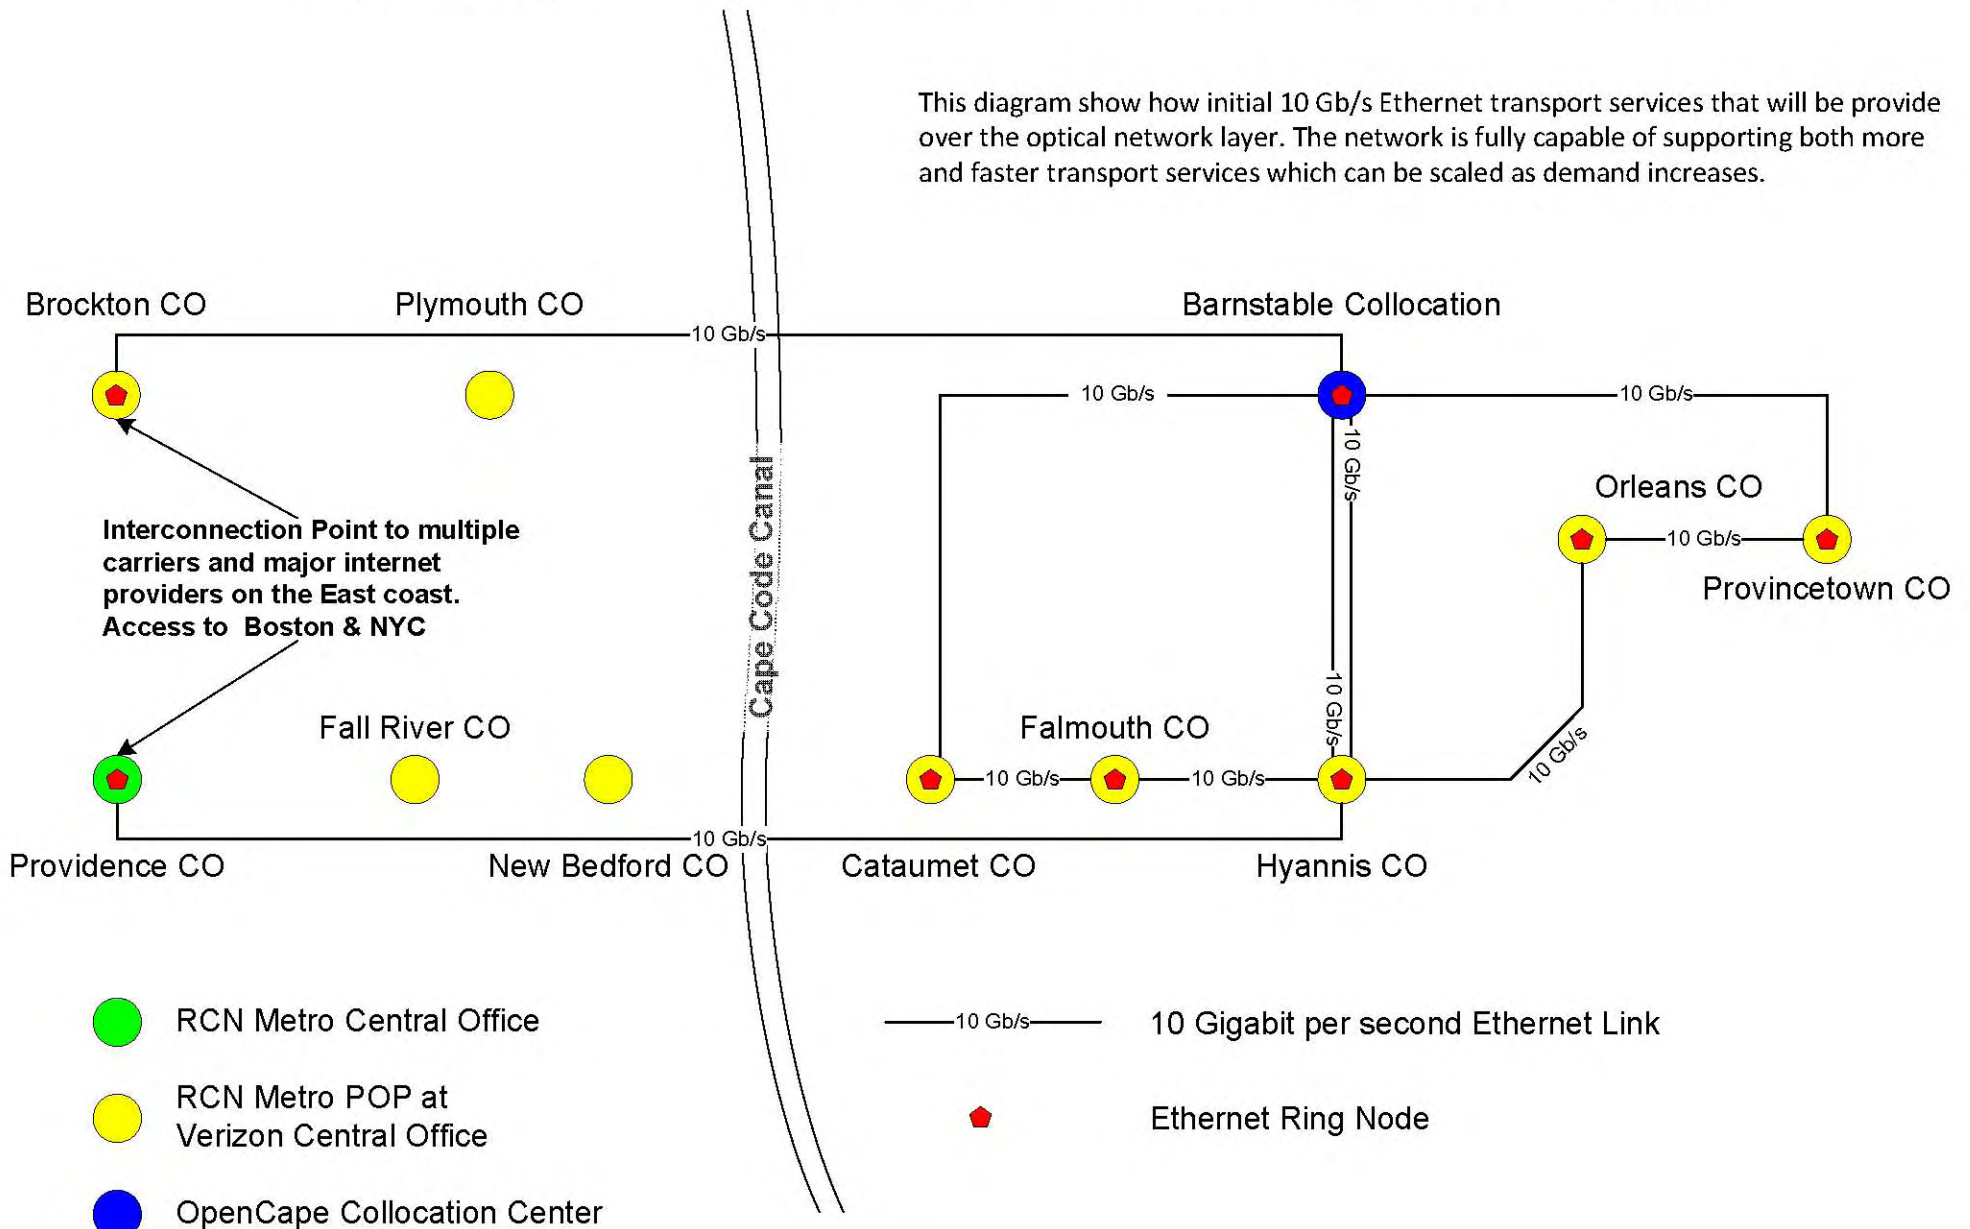 This diagram show how initial 10 Gb/s Ethernet transport services that will be provide
over the optical network layer. The network is fully capable of supporting both more
and faster transport services which can be scaled as demand increases.
Brockton CO
Plymouth CO
Barnstable Collocation
10 Gb/s
10 Gb/s
10 Gb/s
10 Gb/s
Orleans CO
10 Gb/s
Provincetown CO
Interconnection Point to multiple
carriers and major internet
providers on the East coast.
Access to Boston & NYC
Cape Code Canal
Fall River CO
Falmouth CO
10 Gb/s
10 Gb/s
10 Gb/s
10 Gb/s
10 Gb/s
Providence CO
New Bedford CO
Cataumet CO
Hyannis CO
RCN Metro Central Office
10 Gb/s
10 Gigabit per second Ethernet Link
RCN Metro POP at
Verizon Central Office
Ethernet Ring Node
OpenCape Collocation Center